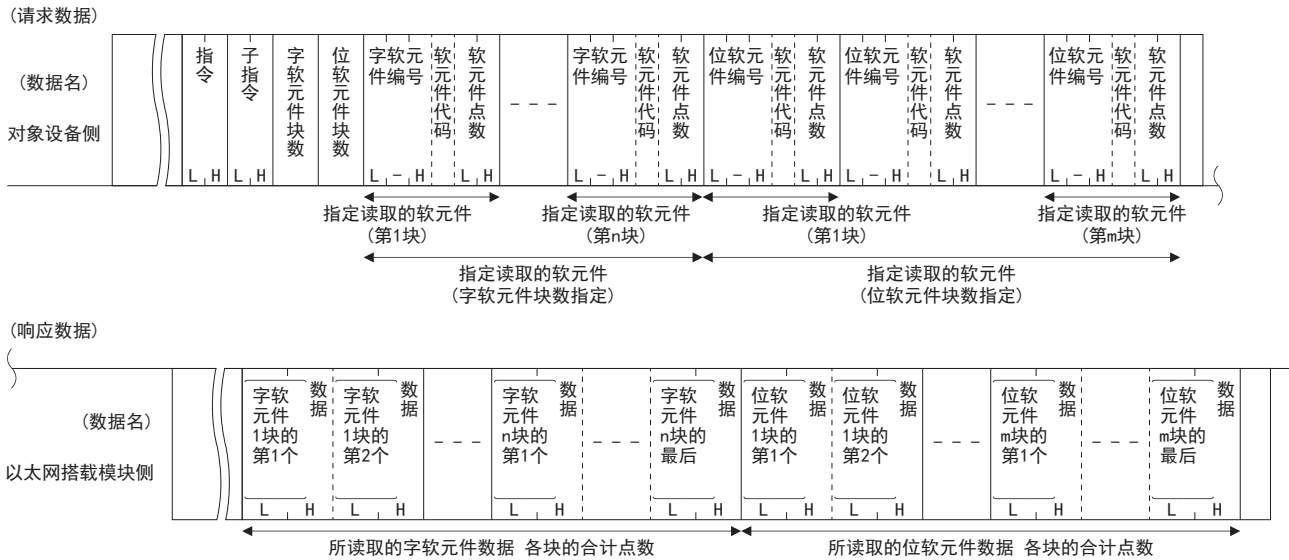 (请求数据)
(数据名)
对象设备侧
指令
L H
子指令
L H
字软元件块数
位软元件块数
字软元件编号
L - H
软元件代码
软元件点数
L H
- - -
字软元件编号
L - H
软元件代码
软元件点数
L H
位软元件编号
L - H
软元件代码
软元件点数
L H
位软元件编号
L - H
软元件代码
软元件点数
L H
- - -
位软元件编号
L - H
软元件代码
软元件点数
L H
指定读取的软元件
(第1块)
指定读取的软元件
(第n块)
指定读取的软元件
(第1块)
指定读取的软元件
(第m块)
指定读取的软元件
(字软元件块数指定)
指定读取的软元件
(位软元件块数指定)
(响应数据)
(数据名)
以太网搭载模块侧
字软
元件
1块的
第1个
数据
L H
字软
元件
1块的
第2个
数据
L H
- - -
字软
元件
n块的
第1个
数据
L H
- - -
字软
元件
n块的
最后
数据
L H
位软
元件
1块的
第1个
数据
L H
位软
元件
1块的
第2个
数据
L H
- - -
位软
元件
m块的
第1个
数据
L H
- - -
位软
元件
m块的
最后
数据
L H
所读取的字软元件数据 各块的合计点数
所读取的位软元件数据 各块的合计点数